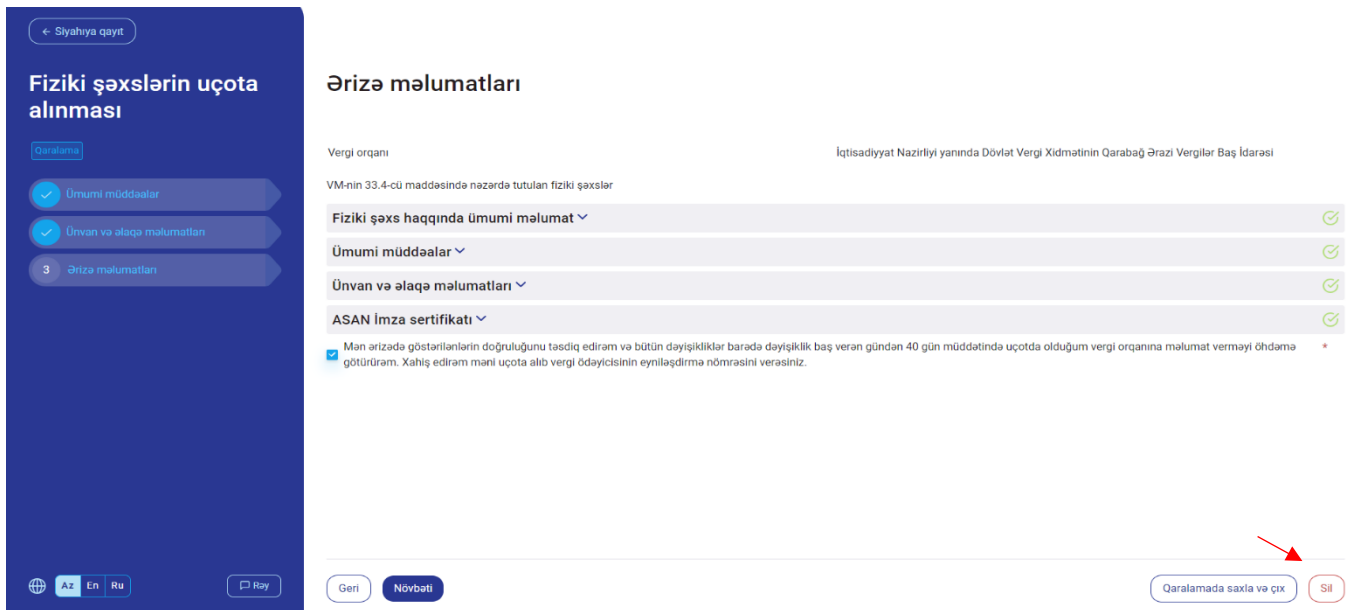 ← Siyahıya qayıt
Fiziki şəxslərin uçota
alınması
Qaralama
Ümumi müddəalar
Ünvan və əlaqə məlumatları
3 Ərizə məlumatları
Az En Ru
Rəy
Ərizə məlumatları
Vergi orqanı
İqtisadiyyat Nazirliyi yanında Dövlət Vergi Xidmətinin Qarabağ Ərazi Vergilər Baş İdarəsi
VM-nin 33.4-cü maddəsində nəzərdə tutulan fiziki şəxslər
Fiziki şəxs haqqında ümumi məlumat
Ümumi müddəalar
Ünvan və əlaqə məlumatları
ASAN İmza sertifikatı
Mən ərizədə göstərilənlərin doğruluğunu təsdiq edirəm və bütün dəyişikliklər barədə dəyişiklik baş verən gündən 40 gün müddətində uçotda olduğum vergi orqanına məlumat verməyi öhdəmə *
götürürəm. Xahiş edirəm məni uçota alıb vergi ödəyicisinin eyniləşdirmə nömrəsini verəsiniz.
Geri
Növbəti
Qaralamada saxla və çıx
Sil